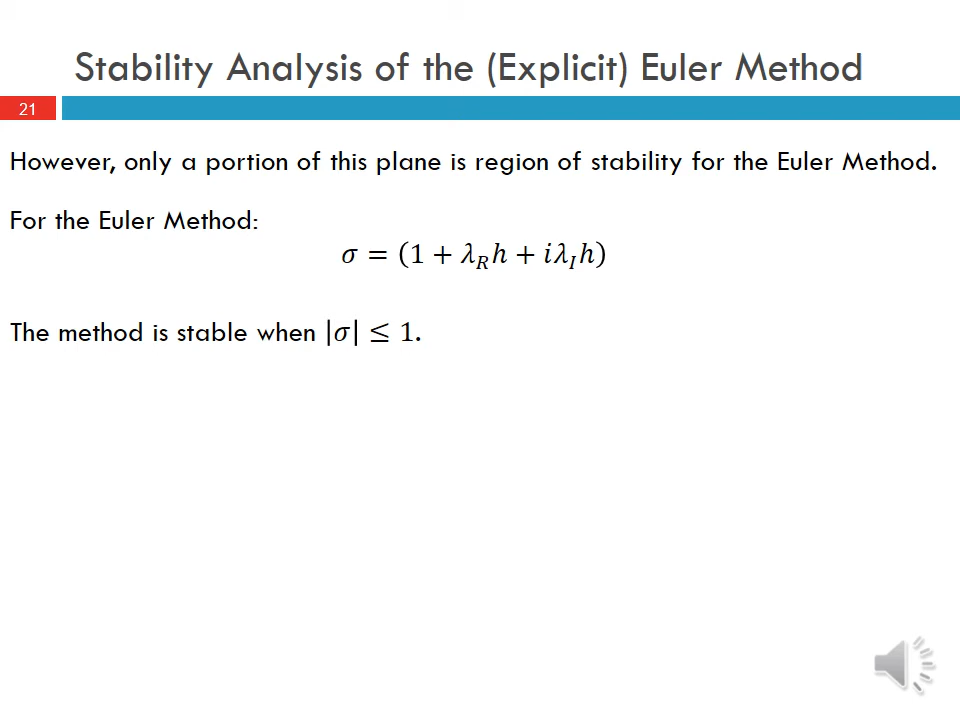 Stability Analysis of the (Explicit) Euler Method
21
However, only a portion of this plane is region of stability for the Euler Method.
For the Euler Method:
𝜎 = (1 + 𝜆_R ℎ + 𝑖𝜆_I ℎ)
The method is stable when |𝜎| ≤ 1.